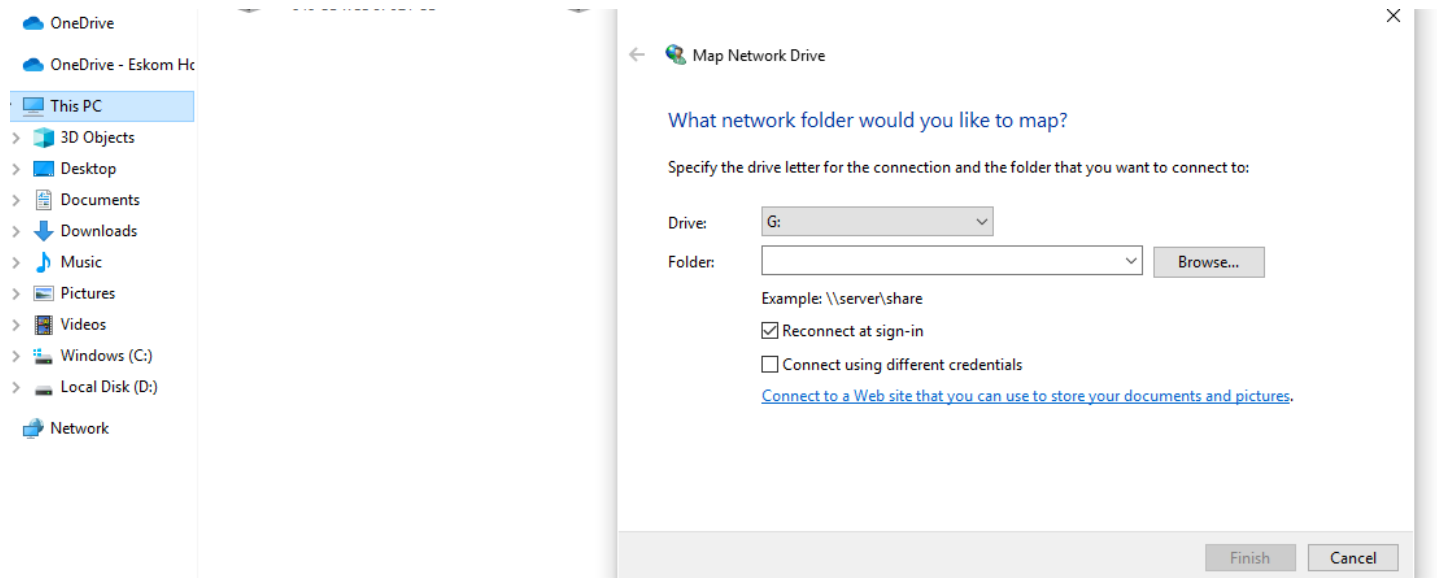 OneDrive
OneDrive - Eskom Ho
This PC
3D Objects
Desktop
Documents
Downloads
Music
Pictures
Videos
Windows (C:)
Local Disk (D:)
Network
Map Network Drive
What network folder would you like to map?
Specify the drive letter for the connection and the folder that you want to connect to:
Drive: G:
Folder: Browse...
Example: \\server\share
Reconnect at sign-in
Connect using different credentials
Connect to a Web site that you can use to store your documents and pictures.
Finish Cancel